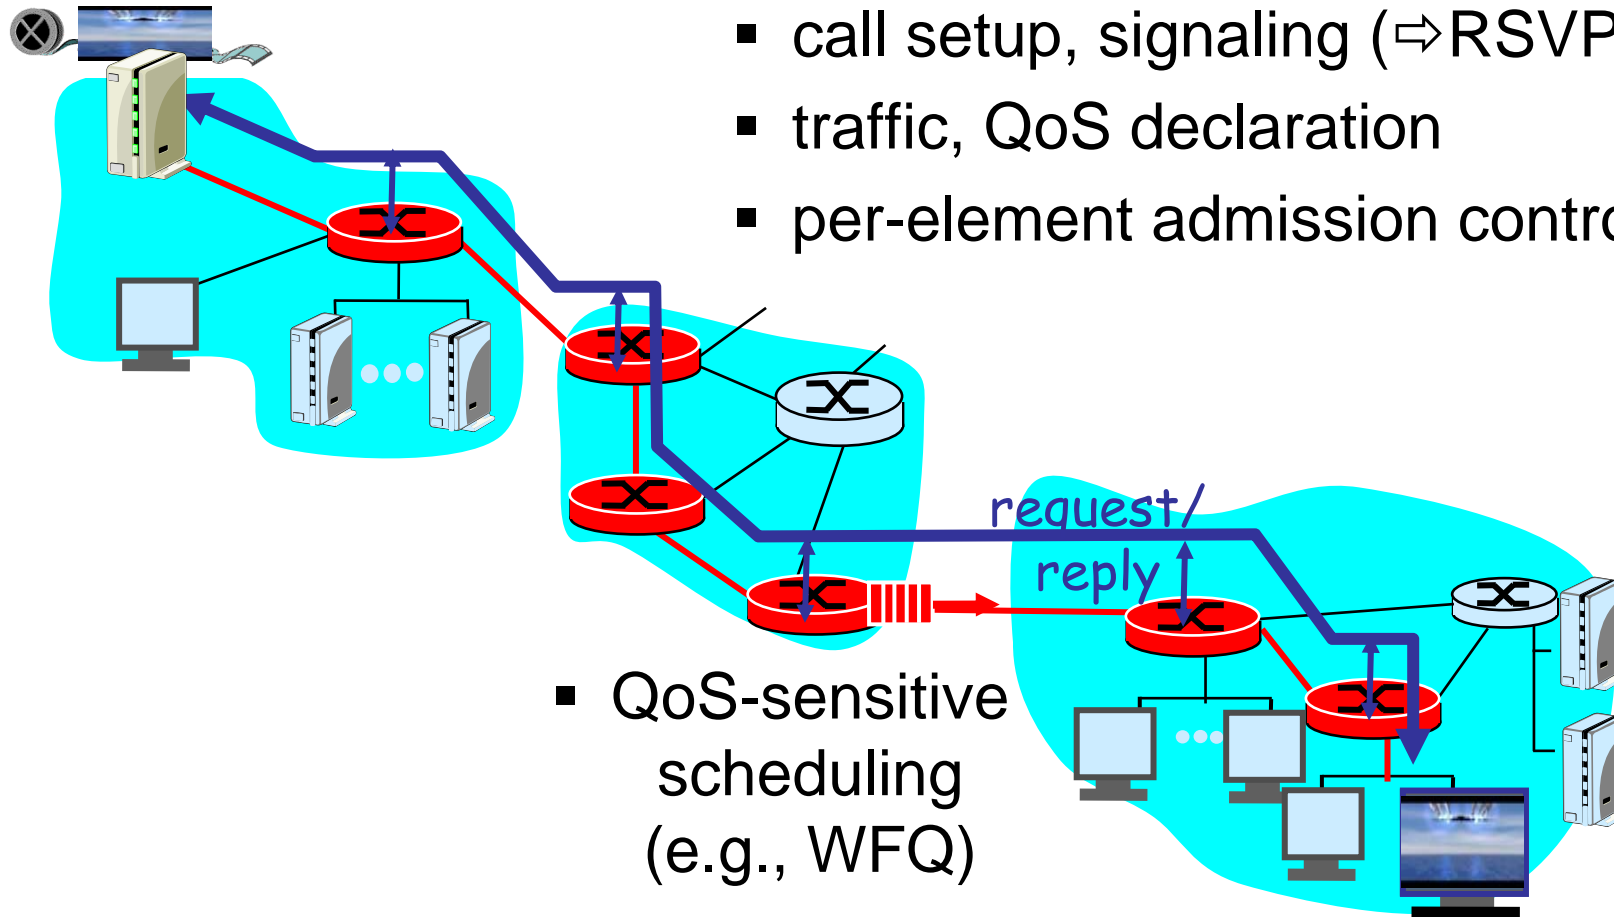 ▪ call setup, signaling (⇨RSVP
▪ traffic, QoS declaration
▪ per-element admission contro
request/
reply
▪ QoS-sensitive
scheduling
(e.g., WFQ)